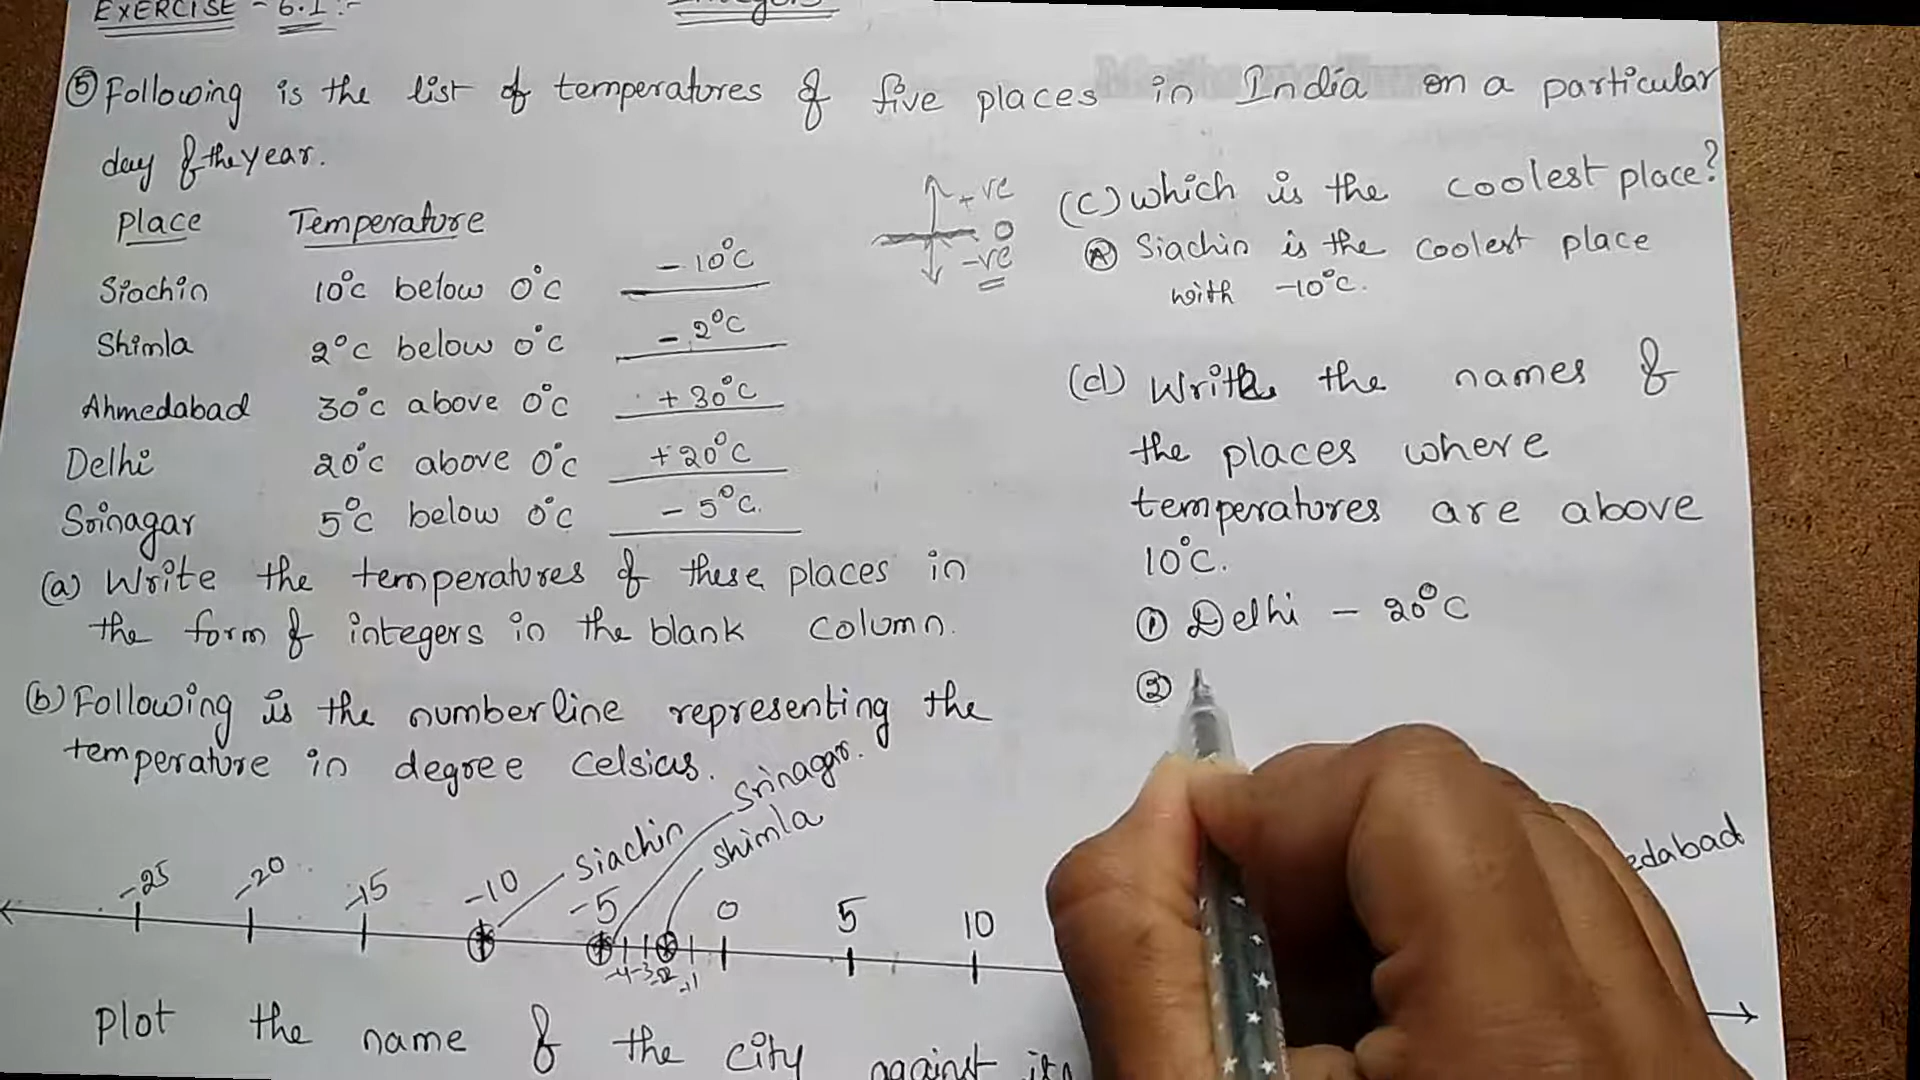 EXERCISE - 6.1 :-
⑤ Following is the list of temperatures of five places in India on a particular
day of the year.
Place Temperature
Siachin 10°C below 0°C - 10°C
Shimla 2°C below 0°C - 2°C
Ahmedabad 30°C above 0°C + 30°C
Delhi 20°C above 0°C + 20°C
Srinagar 5°C below 0°C - 5°C.
(a) Write the temperatures of these places in
the form of integers in the blank column.
(b) Following is the numberline representing the
temperature in degree Celsius.
Siachin Srinagar.
Shimla
-25 -20 -15 -10 -5 0 5 10
-4 -3 -2 -1
Plot the name of the city against its
+ve
0
-ve
(c) Which is the coolest place?
Ⓐ Siachin is the coolest place
with -10°C.
(d) Write the names of
the places where
temperatures are above
10°C.
① Delhi - 20°C
②
edabad